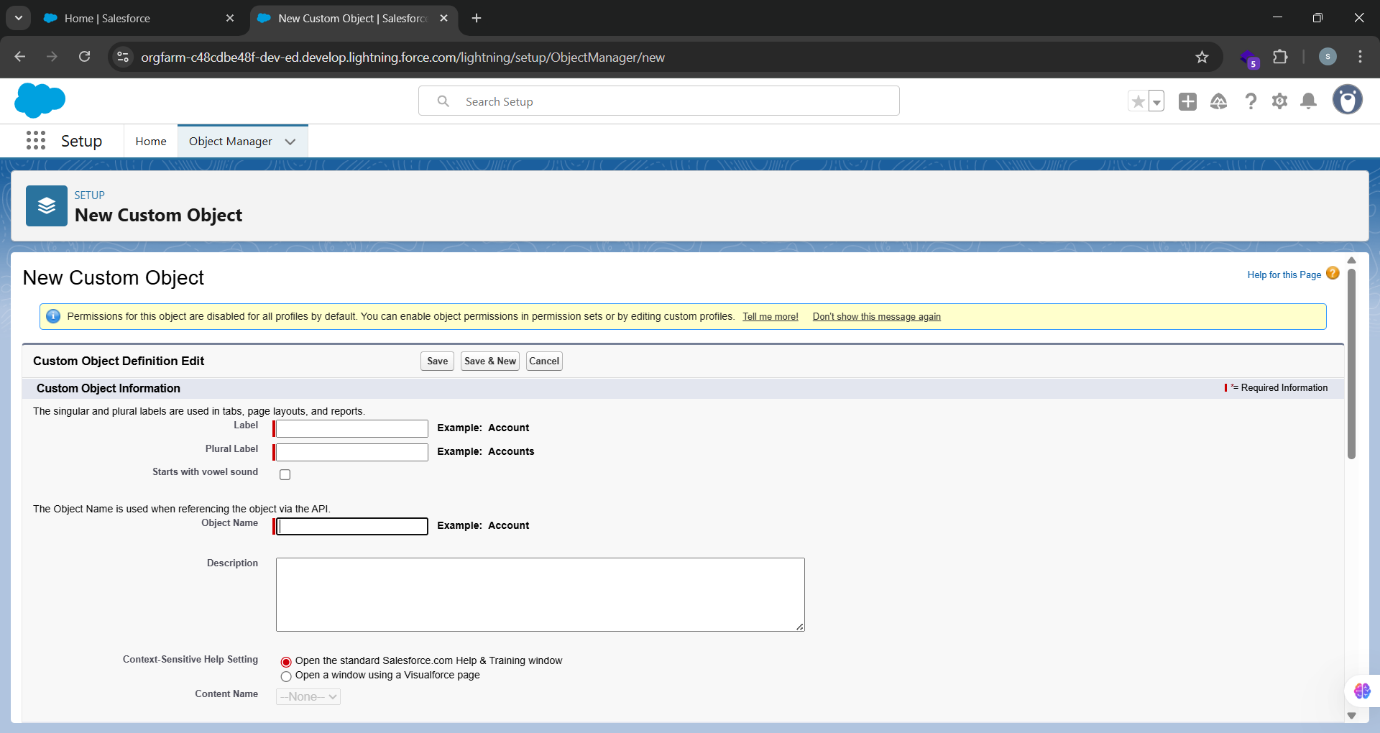 Home | Salesforce
New Custom Object | Salesforc
orgfarm-c48cdbe48f-dev-ed.develop.lightning.force.com/lightning/setup/ObjectManager/new
5
S
Search Setup
Setup
Home
Object Manager
SETUP
New Custom Object
New Custom Object
Help for this Page ?
i Permissions for this object are disabled for all profiles by default. You can enable object permissions in permission sets or by editing custom profiles. Tell me more! Don't show this message again
Custom Object Definition Edit Save Save & New Cancel
Custom Object Information *= Required Information
The singular and plural labels are used in tabs, page layouts, and reports.
Label Example: Account
Plural Label Example: Accounts
Starts with vowel sound
The Object Name is used when referencing the object via the API.
Object Name Example: Account
Description
Context-Sensitive Help Setting Open the standard Salesforce.com Help & Training window
Open a window using a Visualforce page
Content Name --None--